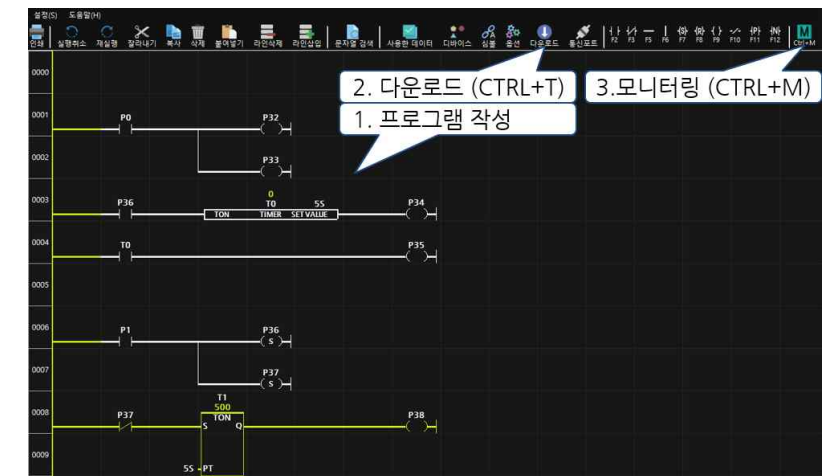 설정(S) 도움말(H)
인쇄 실행취소 재실행 잘라내기 복사 삭제 붙여넣기 라인삭제 라인삽입 문자열 검색 사용한 데이터 디바이스 심볼 옵션 다운로드 통신포트 F2 F3 F5 F6 F7 F8 F9 F10 F11 F12 Ctrl+M
0000
2. 다운로드 (CTRL+T) 3.모니터링 (CTRL+M)
1. 프로그램 작성
0001 P0 P32
0002 P33
0003 P36 0 T0 5S P34
TON TIMER SET VALUE
0004 T0 P35
0005
0006 P1 P36
S
0007 P37
S
T1
500
0008 P37 TON P38
S Q
0009
5S PT